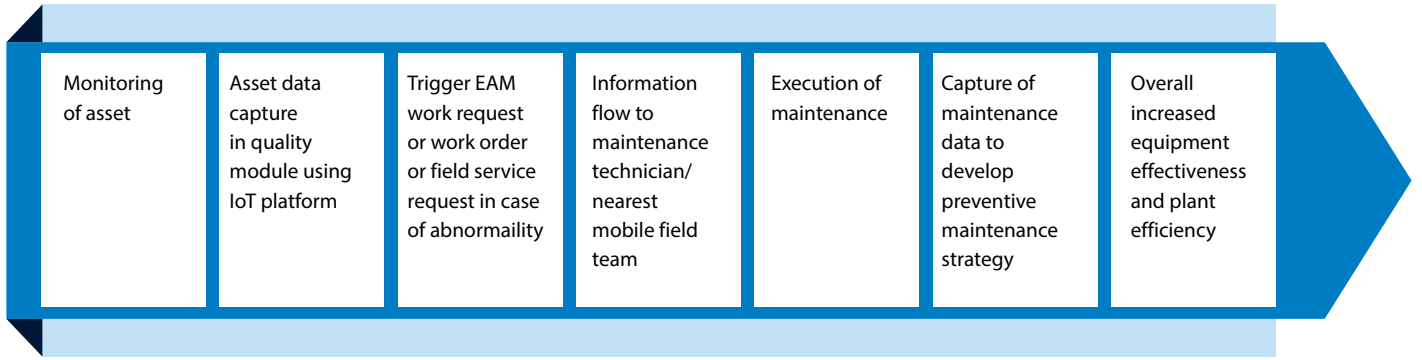 Monitoring
of asset
Asset data
capture
in quality
module using
IoT platform
Trigger EAM
work request
or work order
or field service
request in case
of abnormaility
Information
flow to
maintenance
technician/
nearest
mobile field
team
Execution of
maintenance
Capture of
maintenance
data to
develop
preventive
maintenance
strategy
Overall
increased
equipment
effectiveness
and plant
efficiency